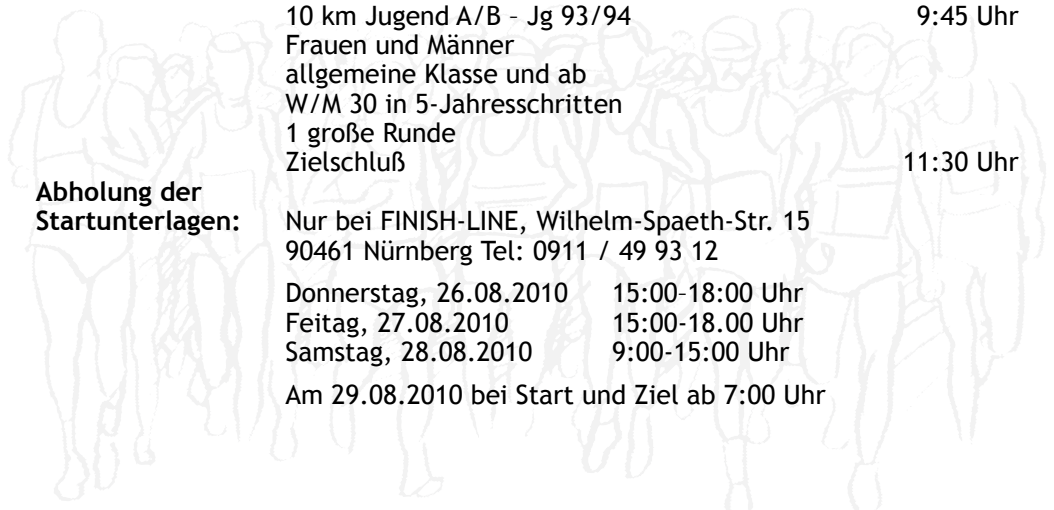 10 km Jugend A/B – Jg 93/94 9:45 Uhr
Frauen und Männer
allgemeine Klasse und ab
W/M 30 in 5-Jahresschritten
1 große Runde
Zielschluß 11:30 Uhr
Abholung der
Startunterlagen: Nur bei FINISH-LINE, Wilhelm-Spaeth-Str. 15
90461 Nürnberg Tel: 0911 / 49 93 12
Donnerstag, 26.08.2010 15:00–18:00 Uhr
Feitag, 27.08.2010 15:00-18.00 Uhr
Samstag, 28.08.2010 9:00-15:00 Uhr
Am 29.08.2010 bei Start und Ziel ab 7:00 Uhr